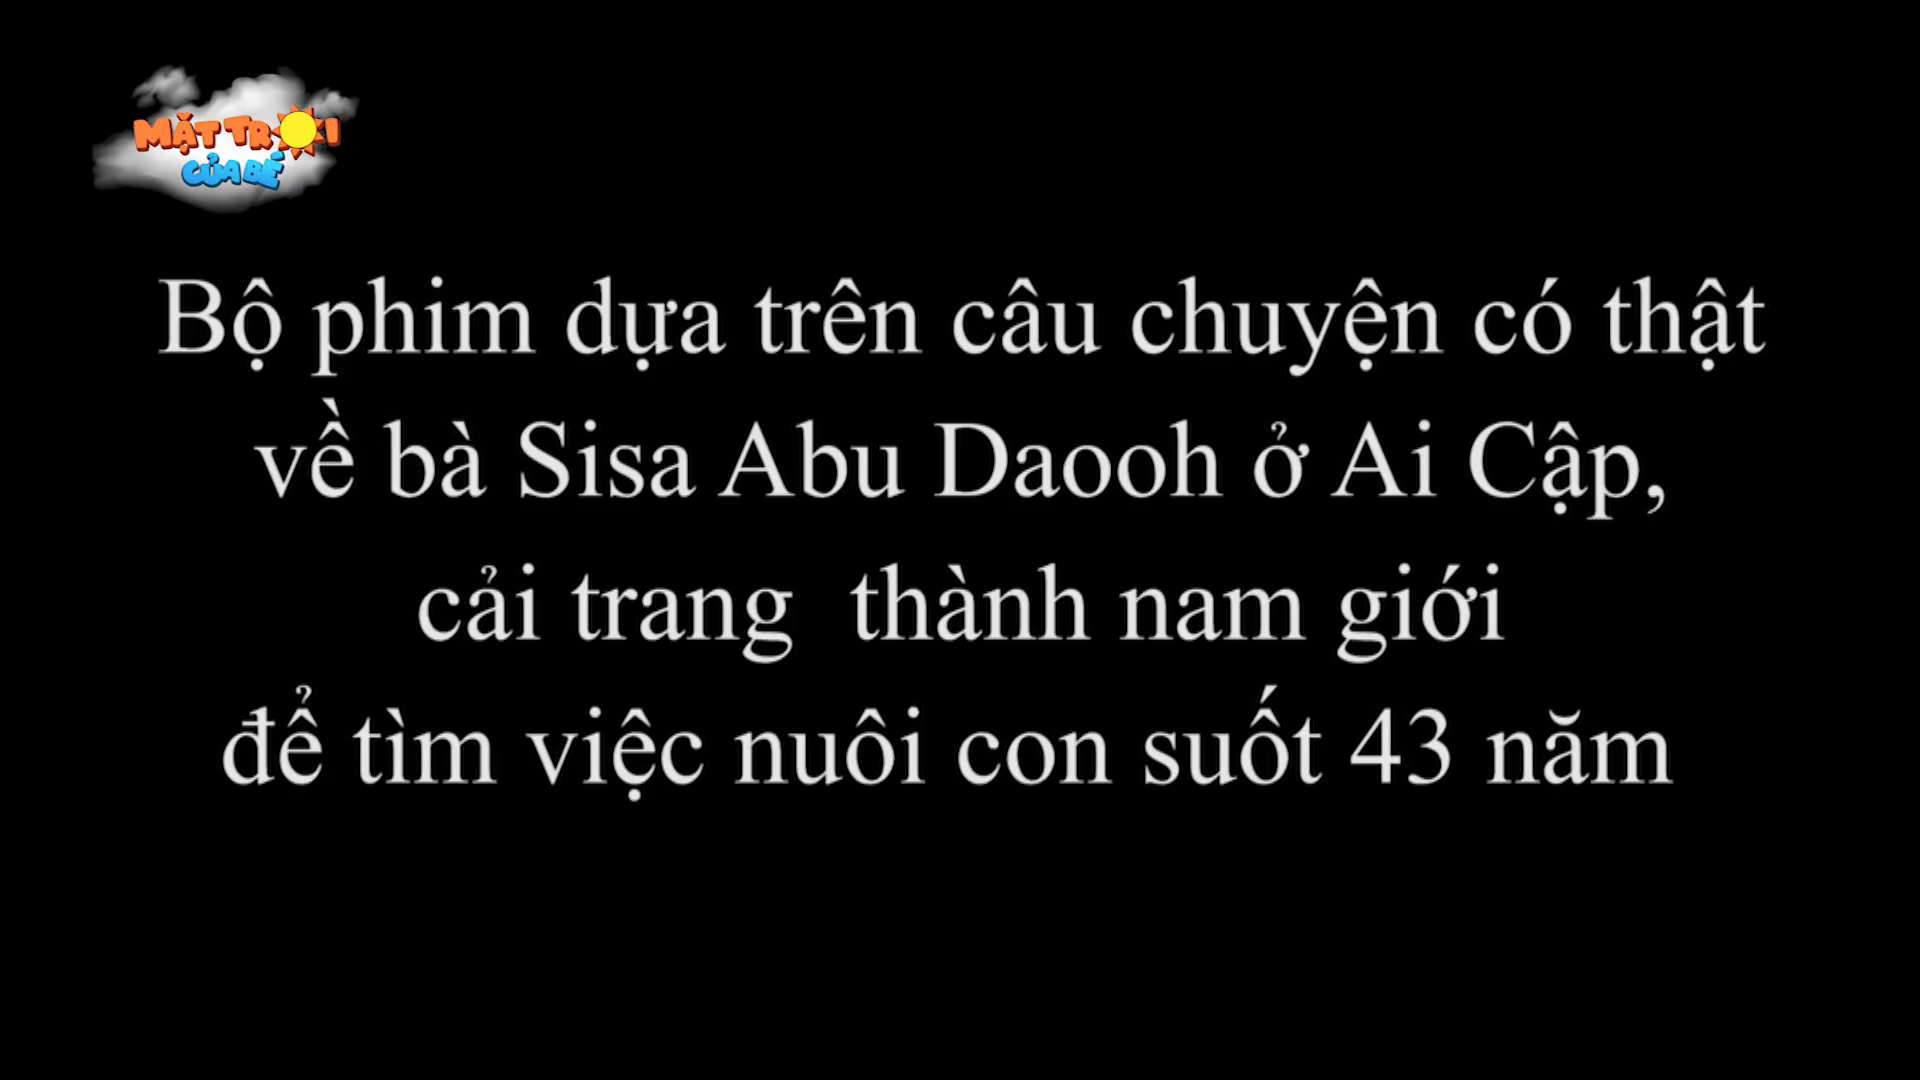 MẶT TRỜI
CỦA BÉ
Bộ phim dựa trên câu chuyện có thật
về bà Sisa Abu Daooh ở Ai Cập,
cải trang  thành nam giới
để tìm việc nuôi con suốt 43 năm